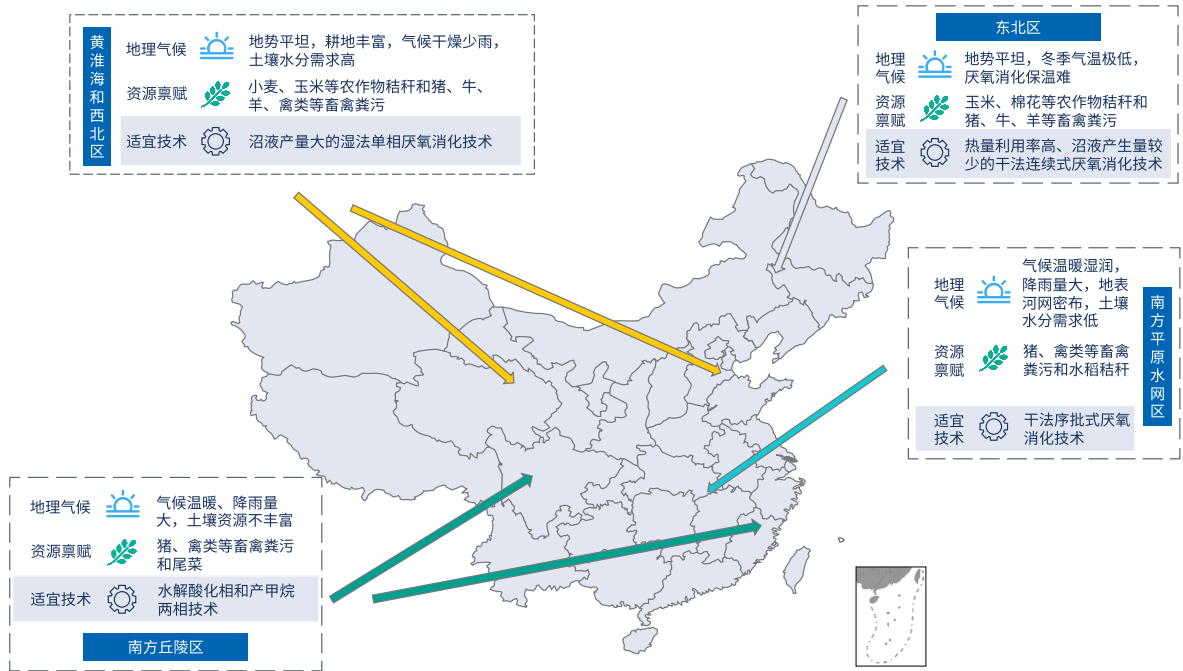 黄淮海和西北区
地理气候
地势平坦，耕地丰富，气候干燥少雨，
土壤水分需求高
资源禀赋
小麦、玉米等农作物秸秆和猪、牛、
羊、禽类等畜禽粪污
适宜技术
沼液产量大的湿法单相厌氧消化技术
东北区
地理
气候
地势平坦，冬季气温极低，
厌氧消化保温难
资源
禀赋
玉米、棉花等农作物秸秆和
猪、牛、羊等畜禽粪污
适宜
技术
热量利用率高、沼液产生量较
少的干法连续式厌氧消化技术
南方平原水网区
地理
气候
气候温暖湿润，
降雨量大，地表
河网密布，土壤
水分需求低
资源
禀赋
猪、禽类等畜禽
粪污和水稻秸秆
适宜
技术
干法序批式厌氧
消化技术
地理气候
气候温暖、降雨量
大，土壤资源不丰富
资源禀赋
猪、禽类等畜禽粪污
和尾菜
适宜技术
水解酸化相和产甲烷
两相技术
南方丘陵区